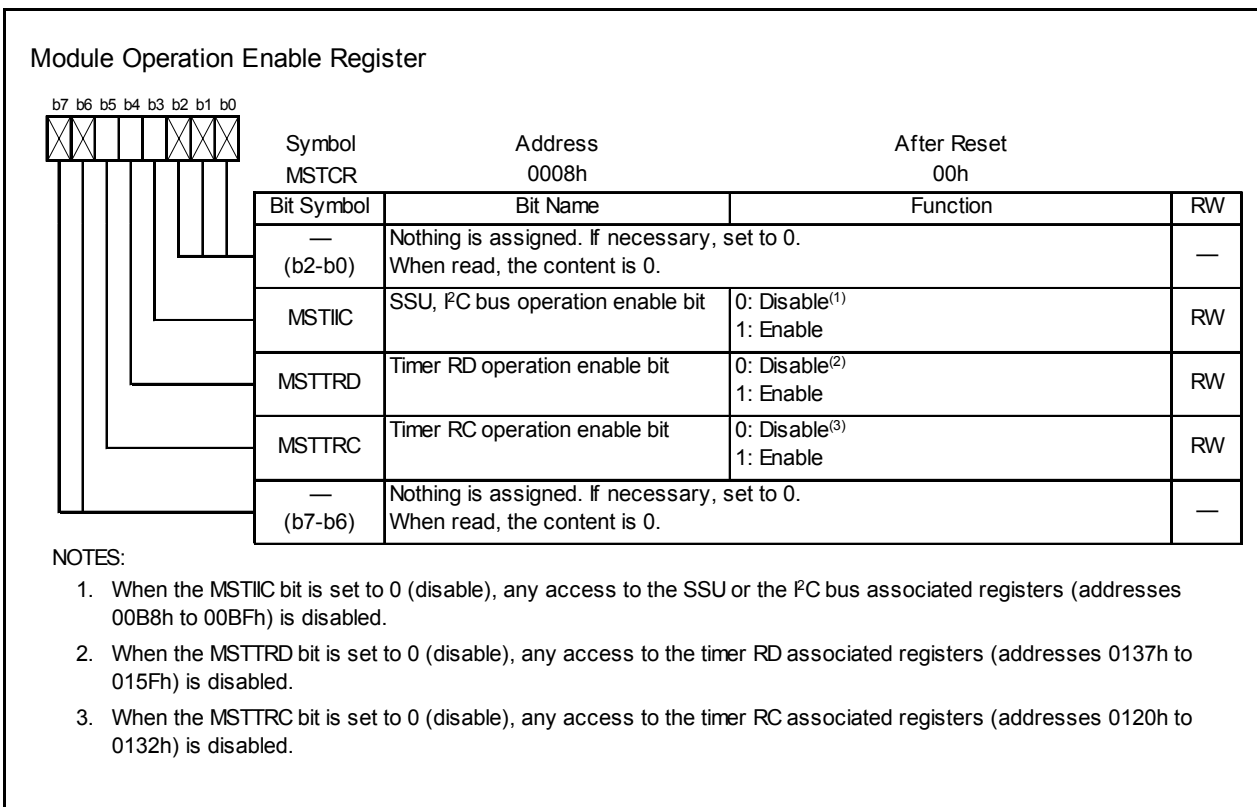 Module Operation Enable Register
b7 b6 b5 b4 b3 b2 b1 b0
Symbol Address After Reset
MSTCR 0008h 00h
Bit Symbol Bit Name Function RW
— Nothing is assigned. If necessary, set to 0.
(b2-b0) When read, the content is 0. —
MSTIIC SSU, I²C bus operation enable bit 0: Disable(1) RW
1: Enable
MSTTRD Timer RD operation enable bit 0: Disable(2) RW
1: Enable
MSTTRC Timer RC operation enable bit 0: Disable(3) RW
1: Enable
— Nothing is assigned. If necessary, set to 0.
(b7-b6) When read, the content is 0. —
NOTES:
1. When the MSTIIC bit is set to 0 (disable), any access to the SSU or the I²C bus associated registers (addresses
00B8h to 00BFh) is disabled.
2. When the MSTTRD bit is set to 0 (disable), any access to the timer RD associated registers (addresses 0137h to
015Fh) is disabled.
3. When the MSTTRC bit is set to 0 (disable), any access to the timer RC associated registers (addresses 0120h to
0132h) is disabled.